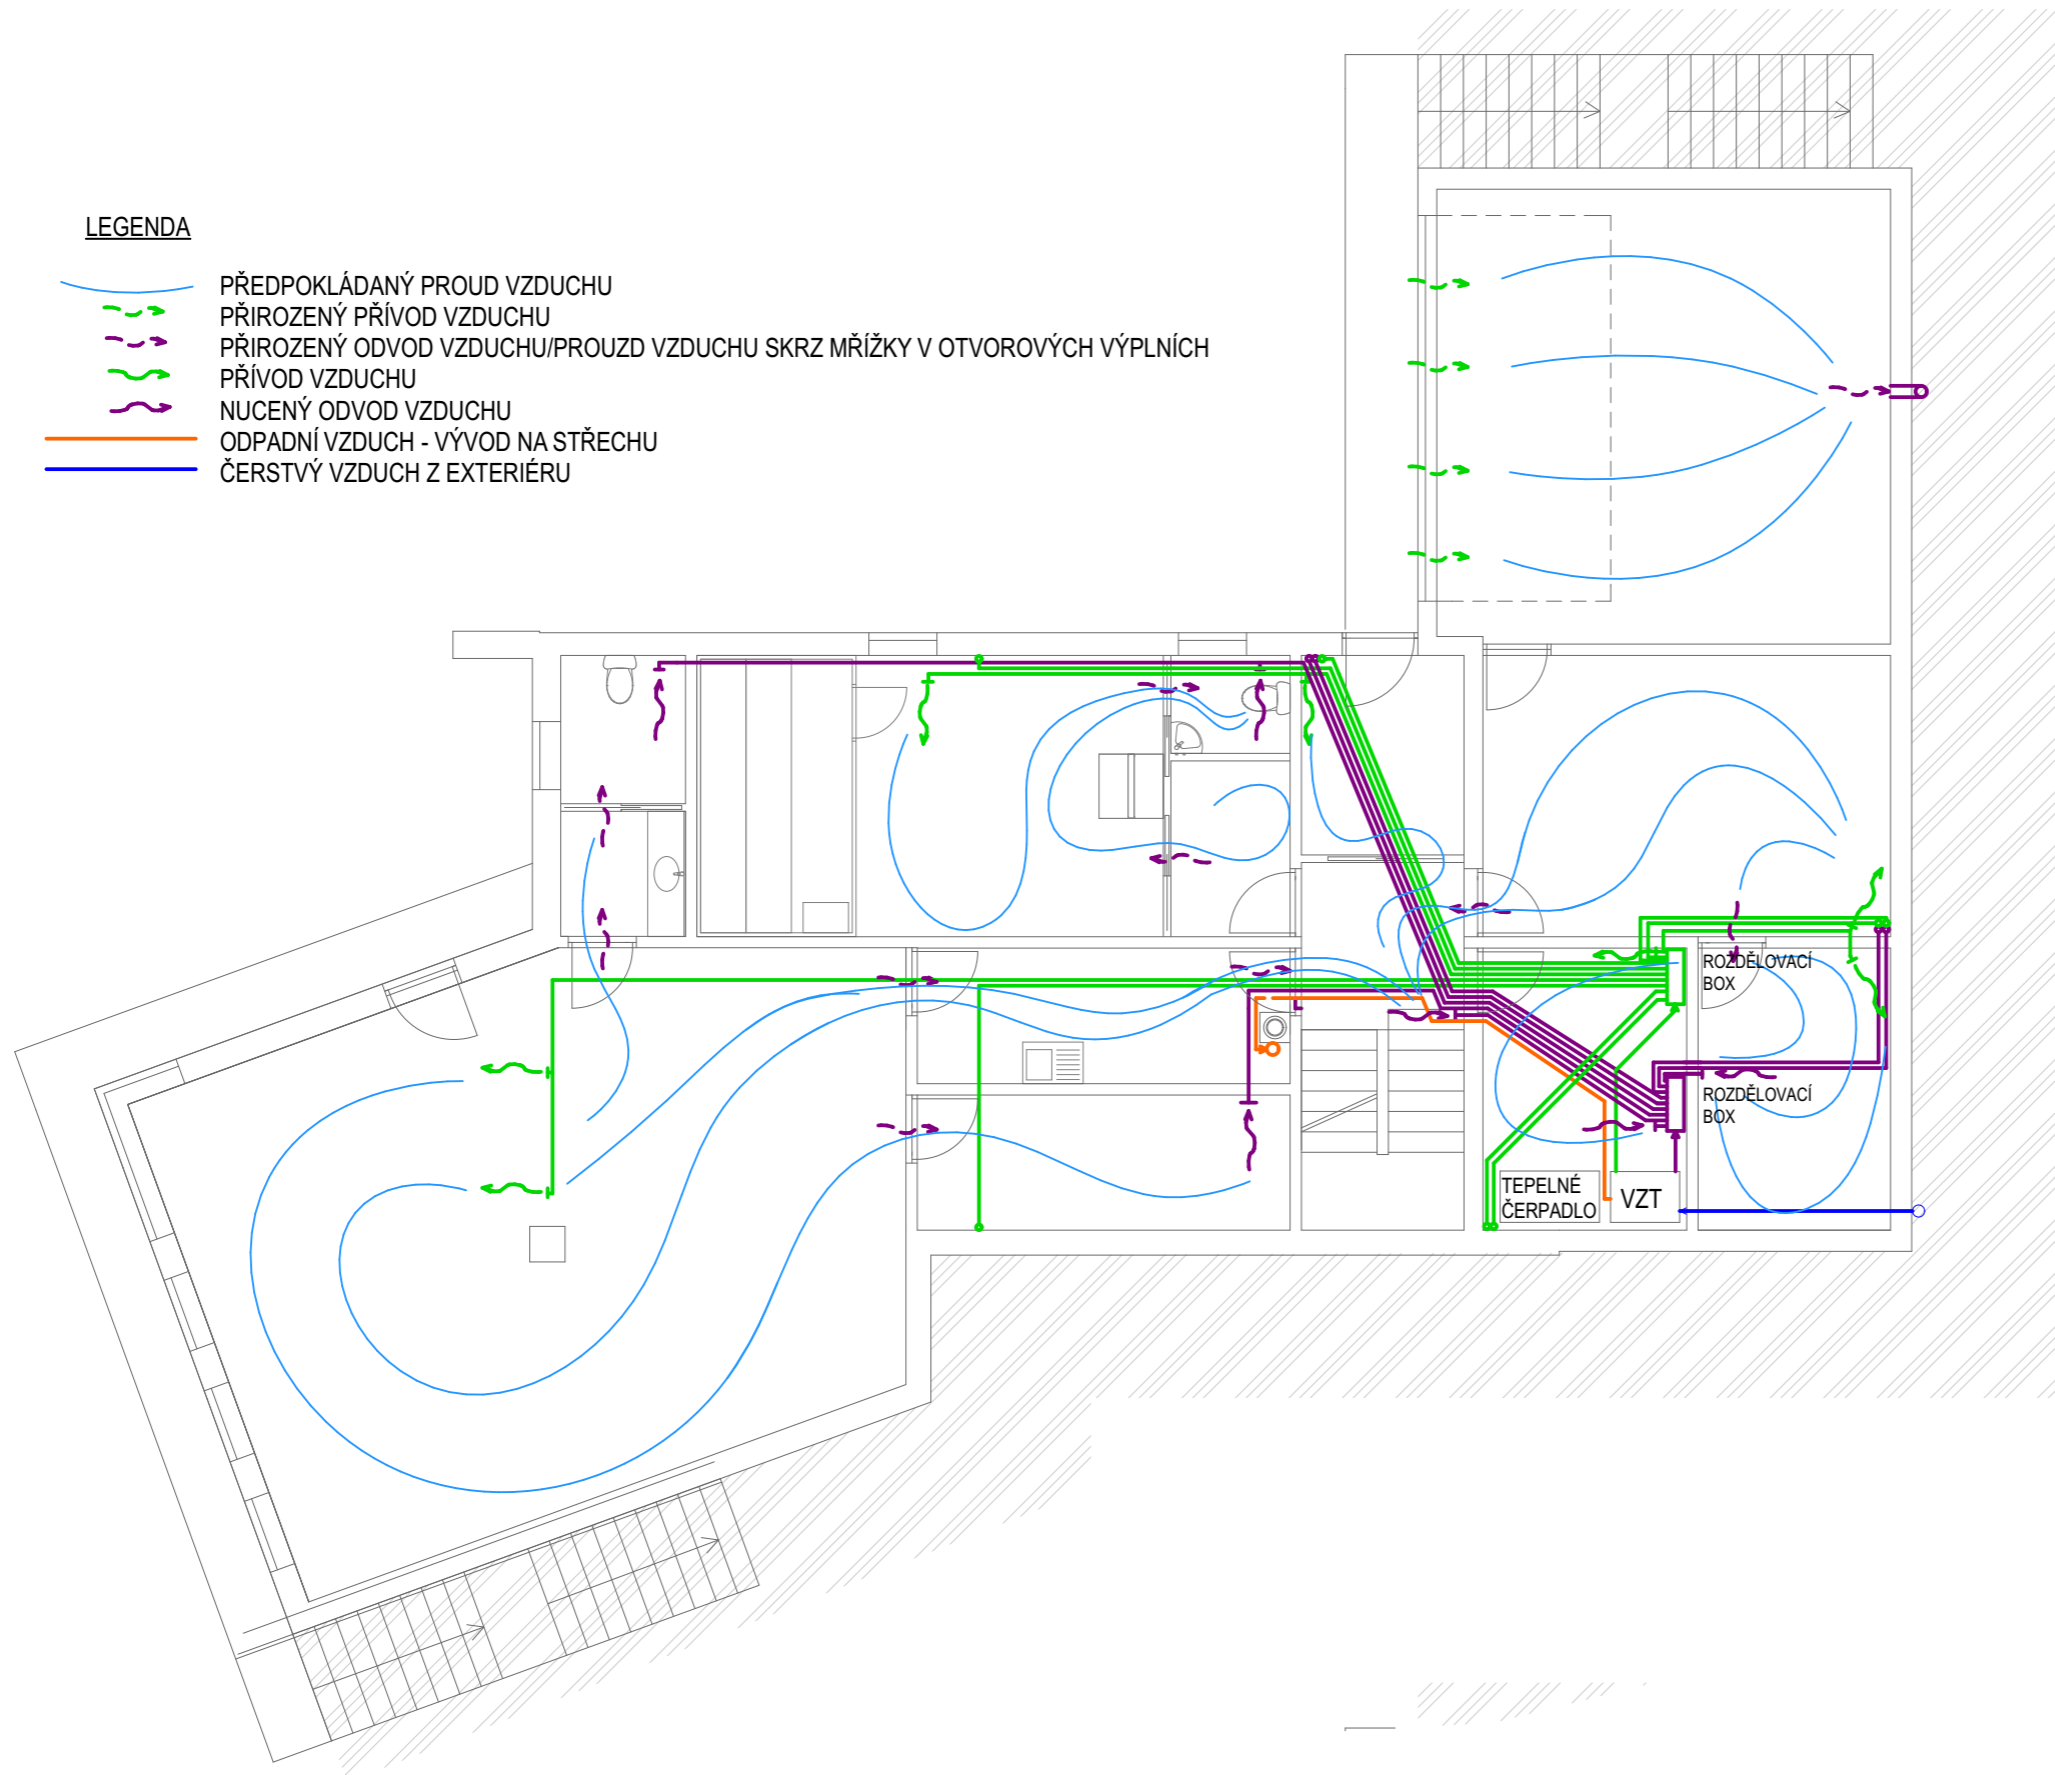 LEGENDA
PŘEDPOKLÁDANÝ PROUD VZDUCHU
PŘIROZENÝ PŘÍVOD VZDUCHU
PŘIROZENÝ ODVOD VZDUCHU/PROUZD VZDUCHU SKRZ MŘÍŽKY V OTVOROVÝCH VÝPLNÍCH
PŘÍVOD VZDUCHU
NUCENÝ ODVOD VZDUCHU
ODPADNÍ VZDUCH - VÝVOD NA STŘECHU
ČERSTVÝ VZDUCH Z EXTERIÉRU
ROZDĚLOVACÍ
BOX
ROZDĚLOVACÍ
BOX
TEPELNÉ
ČERPADLO
VZT